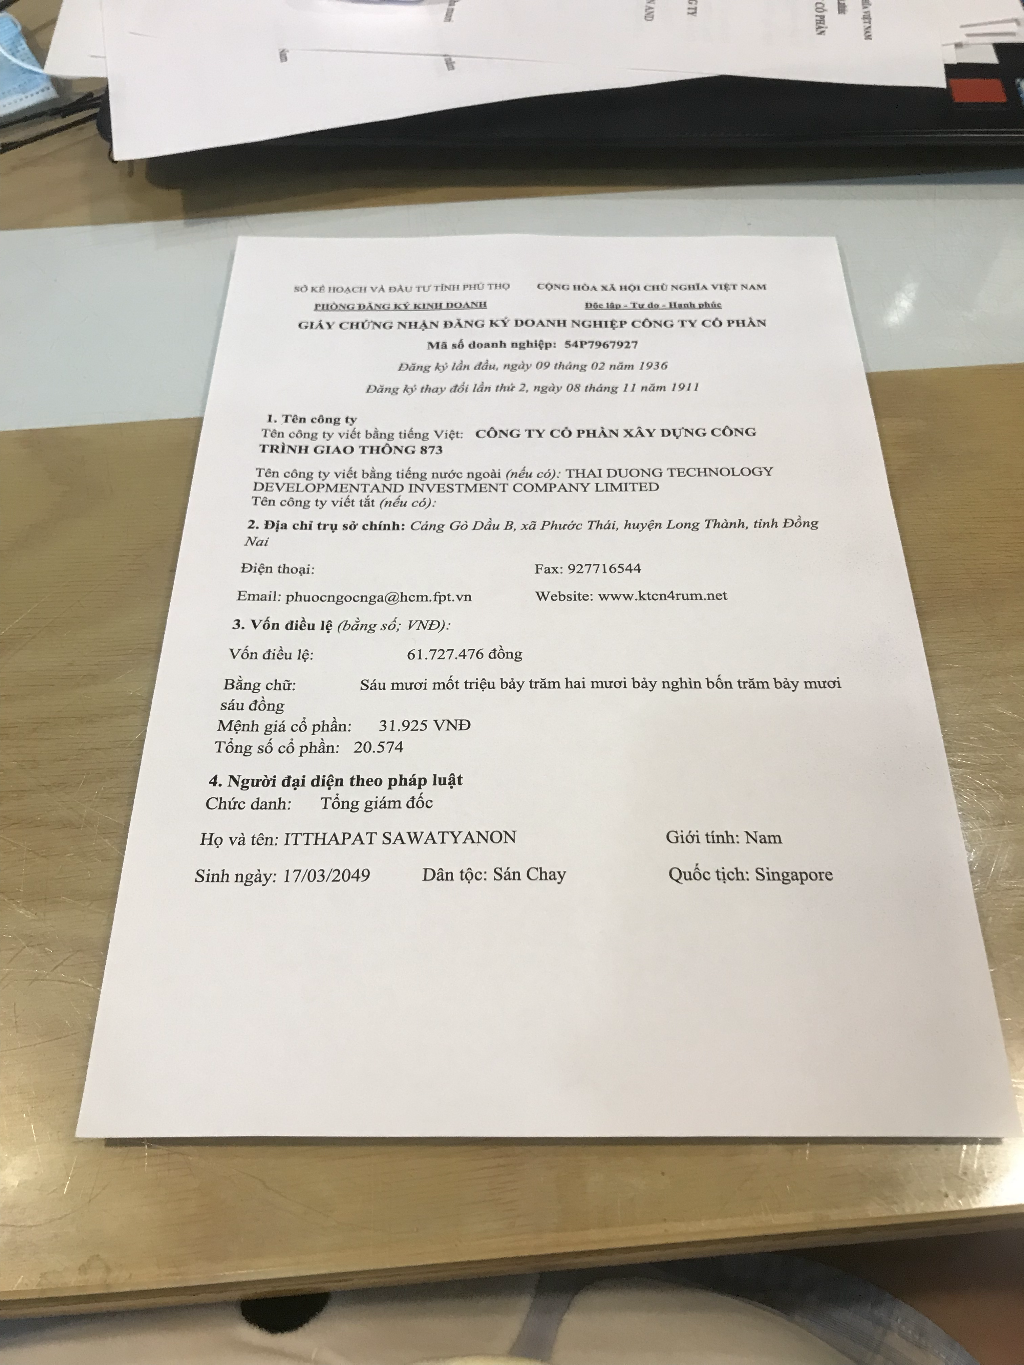 CỔ PHẦN
SỞ KẾ HOẠCH VÀ ĐẦU TƯ TỈNH PHÚ THỌ CỘNG HÒA XÃ HỘI CHỦ NGHĨA VIỆT NAM
PHÒNG ĐĂNG KÝ KINH DOANH Độc lập - Tự do - Hạnh phúc
GIẤY CHỨNG NHẬN ĐĂNG KÝ DOANH NGHIỆP CÔNG TY CỔ PHẦN
Mã số doanh nghiệp: 54P7967927
Đăng ký lần đầu, ngày 09 tháng 02 năm 1936
Đăng ký thay đổi lần thứ 2, ngày 08 tháng 11 năm 1911
1. Tên công ty
Tên công ty viết bằng tiếng Việt: CÔNG TY CỔ PHẦN XÂY DỰNG CÔNG
TRÌNH GIAO THÔNG 873
Tên công ty viết bằng tiếng nước ngoài (nếu có): THAI DUONG TECHNOLOGY
DEVELOPMENTAND INVESTMENT COMPANY LIMITED
Tên công ty viết tắt (nếu có):
2. Địa chỉ trụ sở chính: Cảng Gò Dầu B, xã Phước Thái, huyện Long Thành, tỉnh Đồng
Nai
Điện thoại: Fax: 927716544
Email: phuocngocnga@hcm.fpt.vn Website: www.ktcn4rum.net
3. Vốn điều lệ (bằng số; VNĐ):
Vốn điều lệ: 61.727.476 đồng
Bằng chữ: Sáu mươi mốt triệu bảy trăm hai mươi bảy nghìn bốn trăm bảy mươi
sáu đồng
Mệnh giá cổ phần: 31.925 VNĐ
Tổng số cổ phần: 20.574
4. Người đại diện theo pháp luật
Chức danh: Tổng giám đốc
Họ và tên: ITTHAPAT SAWATYANON Giới tính: Nam
Sinh ngày: 17/03/2049 Dân tộc: Sán Chay Quốc tịch: Singapore